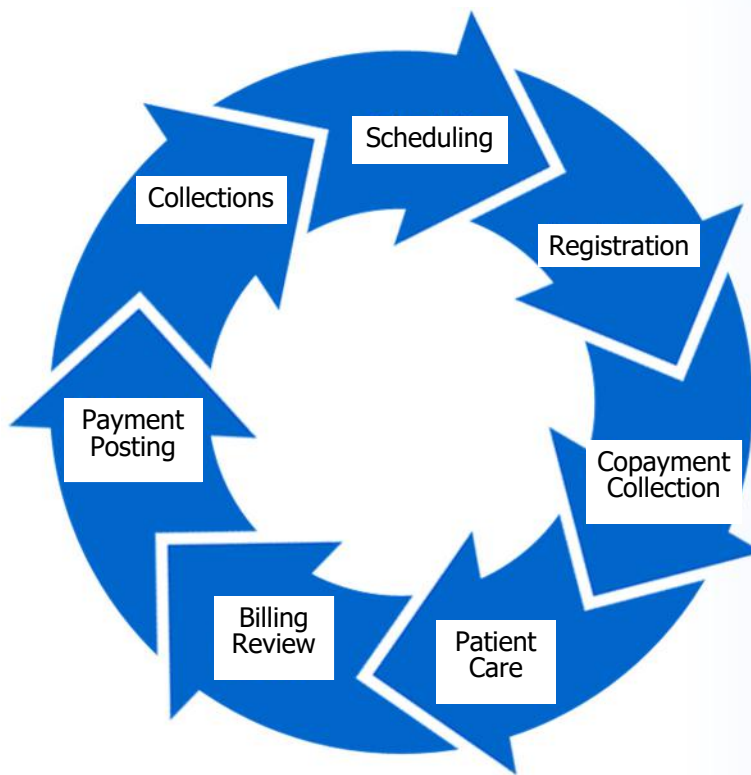 Scheduling
Registration
Copayment
Collection
Patient
Care
Billing
Review
Payment
Posting
Collections